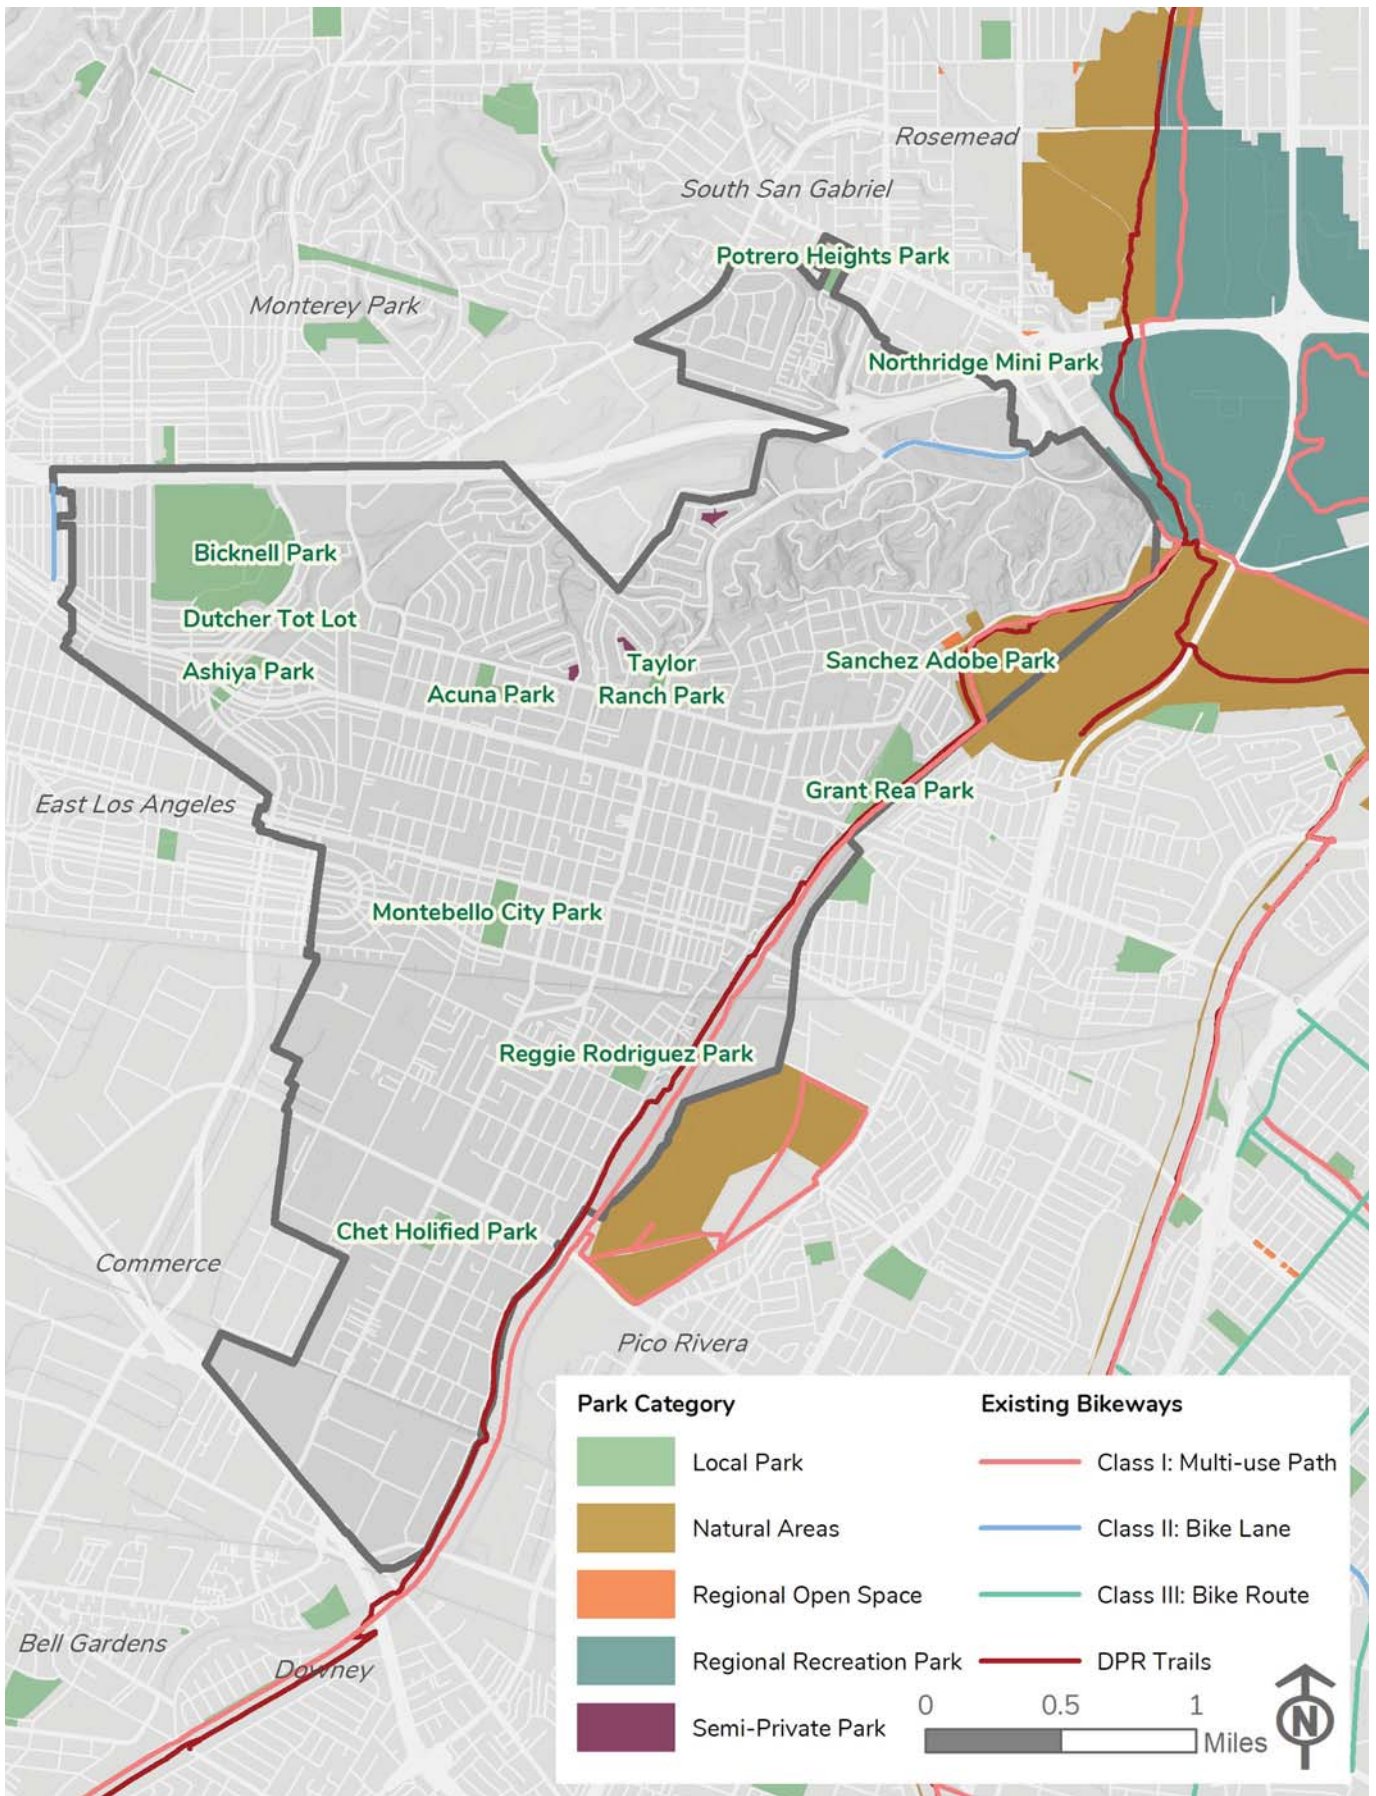 Rosemead
South San Gabriel
Potrero Heights Park
Monterey Park
Northridge Mini Park
Bicknell Park
Dutcher Tot Lot
Ashiya Park
Acuna Park
Taylor
Ranch Park
Sanchez Adobe Park
Grant Rea Park
East Los Angeles
Montebello City Park
Reggie Rodriguez Park
Chet Holified Park
Commerce
Pico Rivera
Bell Gardens
Downey
Park Category
Local Park
Natural Areas
Regional Open Space
Regional Recreation Park
Semi-Private Park
Existing Bikeways
Class I: Multi-use Path
Class II: Bike Lane
Class III: Bike Route
DPR Trails
0 0.5 1
Miles
N